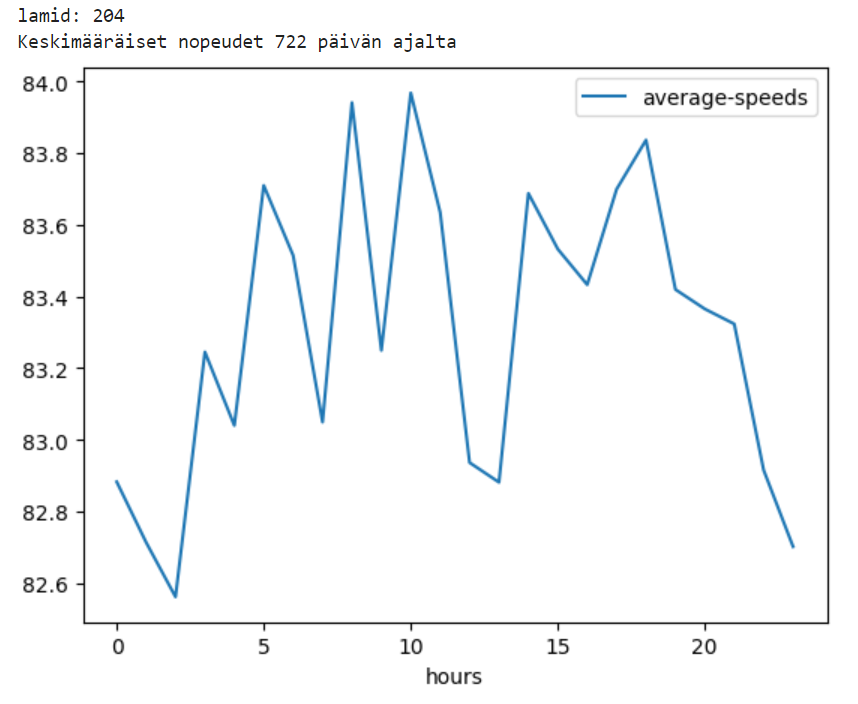 lamid: 204
Keskimääräiset nopeudet 722 päivän ajalta
average-speeds
84.0
83.8
83.6
83.4
83.2
83.0
82.8
82.6
0 5 10 15 20
hours